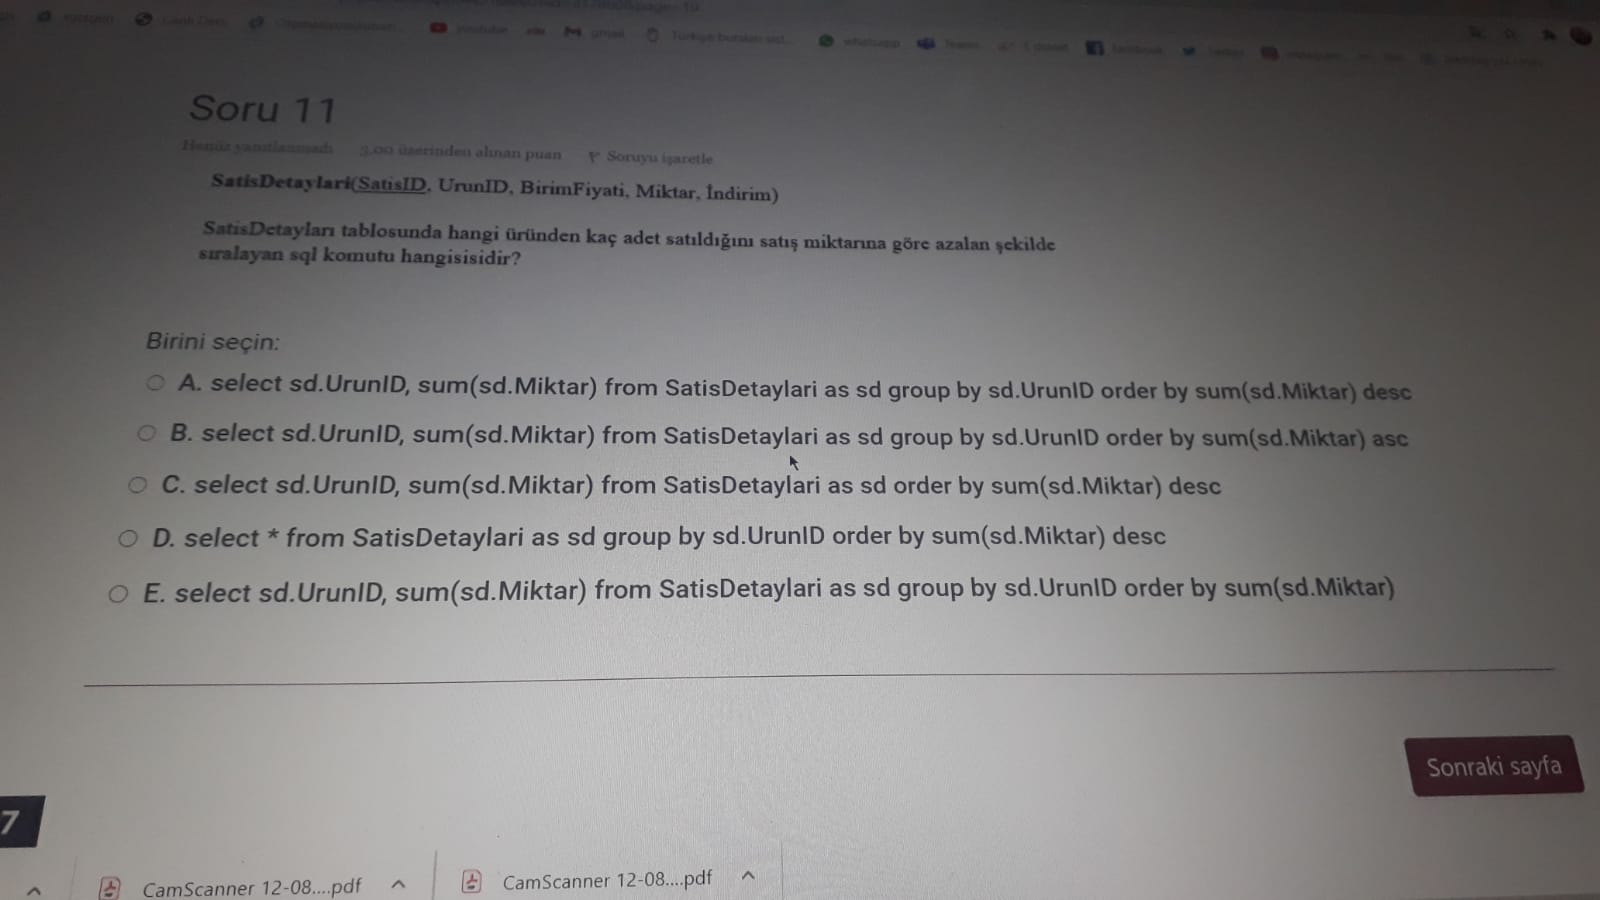 youtube
gmail
Türkiye buraları
whatsapp
facebook
Soru 11
Henüz yanıtlanmadı 3,00 üzerinden alınan puan Soruyu işaretle
SatisDetaylari(SatisID, UrunID, BirimFiyati, Miktar, İndirim)
SatisDetayları tablosunda hangi üründen kaç adet satıldığını satış miktarına göre azalan şekilde
sıralayan sql komutu hangisisidir?
Birini seçin:
A. select sd.UrunID, sum(sd.Miktar) from SatisDetaylari as sd group by sd.UrunID order by sum(sd.Miktar) desc
B. select sd.UrunID, sum(sd.Miktar) from SatisDetaylari as sd group by sd.UrunID order by sum(sd.Miktar) asc
C. select sd.UrunID, sum(sd.Miktar) from SatisDetaylari as sd order by sum(sd.Miktar) desc
D. select * from SatisDetaylari as sd group by sd.UrunID order by sum(sd.Miktar) desc
E. select sd.UrunID, sum(sd.Miktar) from SatisDetaylari as sd group by sd.UrunID order by sum(sd.Miktar)
Sonraki sayfa
7
CamScanner 12-08....pdf
CamScanner 12-08....pdf